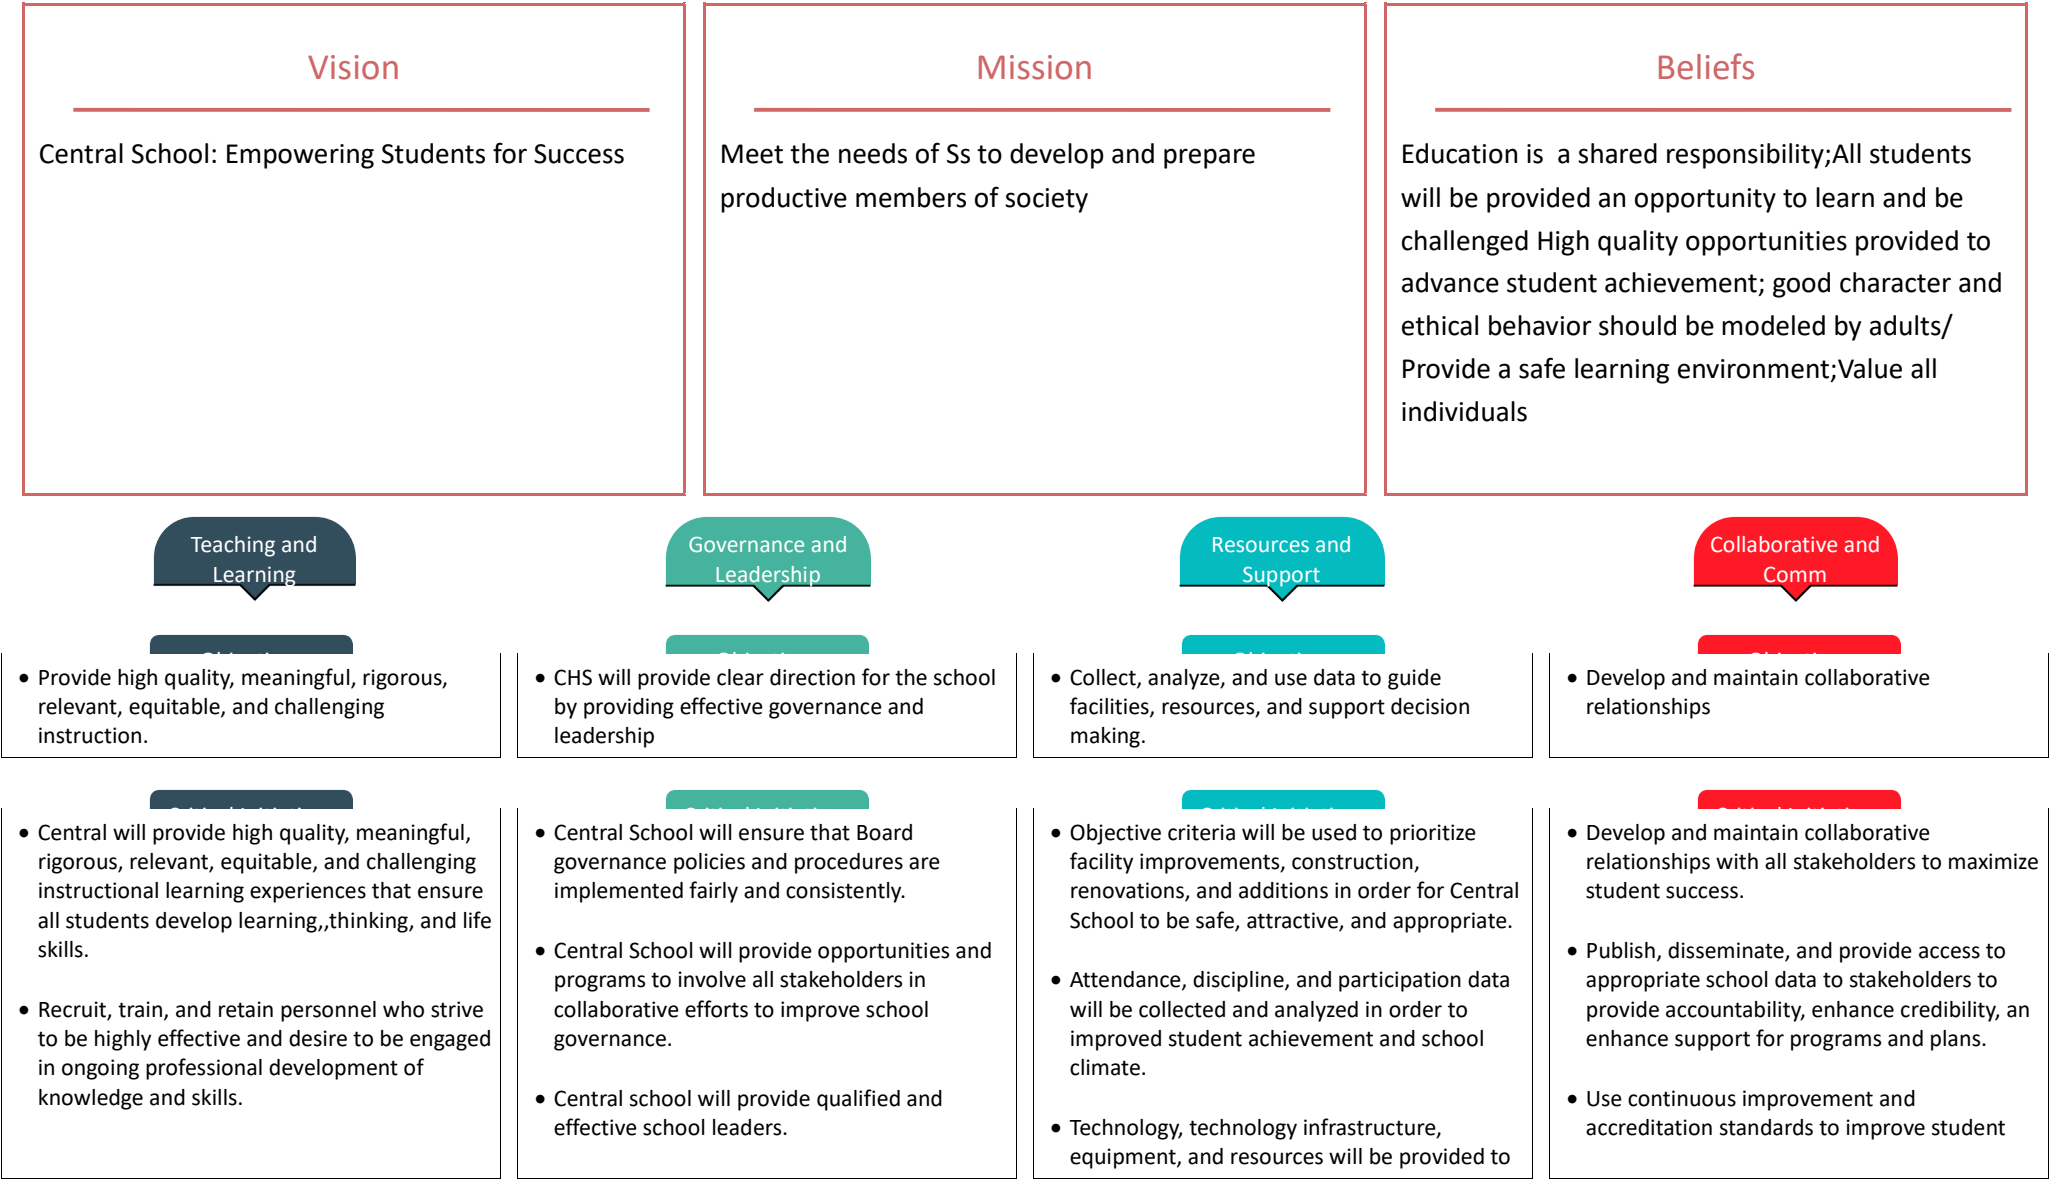 Vision
Central School: Empowering Students for Success
Mission
Meet the needs of Ss to develop and prepare
productive members of society
Beliefs
Education is  a shared responsibility;All students
will be provided an opportunity to learn and be
challenged High quality opportunities provided to
advance student achievement; good character and
ethical behavior should be modeled by adults/
Provide a safe learning environment;Value all
individuals
Teaching and
Learning
• Provide high quality, meaningful, rigorous,
relevant, equitable, and challenging
instruction.
• Central will provide high quality, meaningful,
rigorous, relevant, equitable, and challenging
instructional learning experiences that ensure
all students develop learning,,thinking, and life
skills.
• Recruit, train, and retain personnel who strive
to be highly effective and desire to be engaged
in ongoing professional development of
knowledge and skills.
Governance and
Leadership
• CHS will provide clear direction for the school
by providing effective governance and
leadership
• Central School will ensure that Board
governance policies and procedures are
implemented fairly and consistently.
• Central School will provide opportunities and
programs to involve all stakeholders in
collaborative efforts to improve school
governance.
• Central school will provide qualified and
effective school leaders.
Resources and
Support
• Collect, analyze, and use data to guide
facilities, resources, and support decision
making.
• Objective criteria will be used to prioritize
facility improvements, construction,
renovations, and additions in order for Central
School to be safe, attractive, and appropriate.
• Attendance, discipline, and participation data
will be collected and analyzed in order to
improved student achievement and school
climate.
• Technology, technology infrastructure,
equipment, and resources will be provided to
Collaborative and
Comm
• Develop and maintain collaborative
relationships
• Develop and maintain collaborative
relationships with all stakeholders to maximize
student success.
• Publish, disseminate, and provide access to
appropriate school data to stakeholders to
provide accountability, enhance credibility, an
enhance support for programs and plans.
• Use continuous improvement and
accreditation standards to improve student